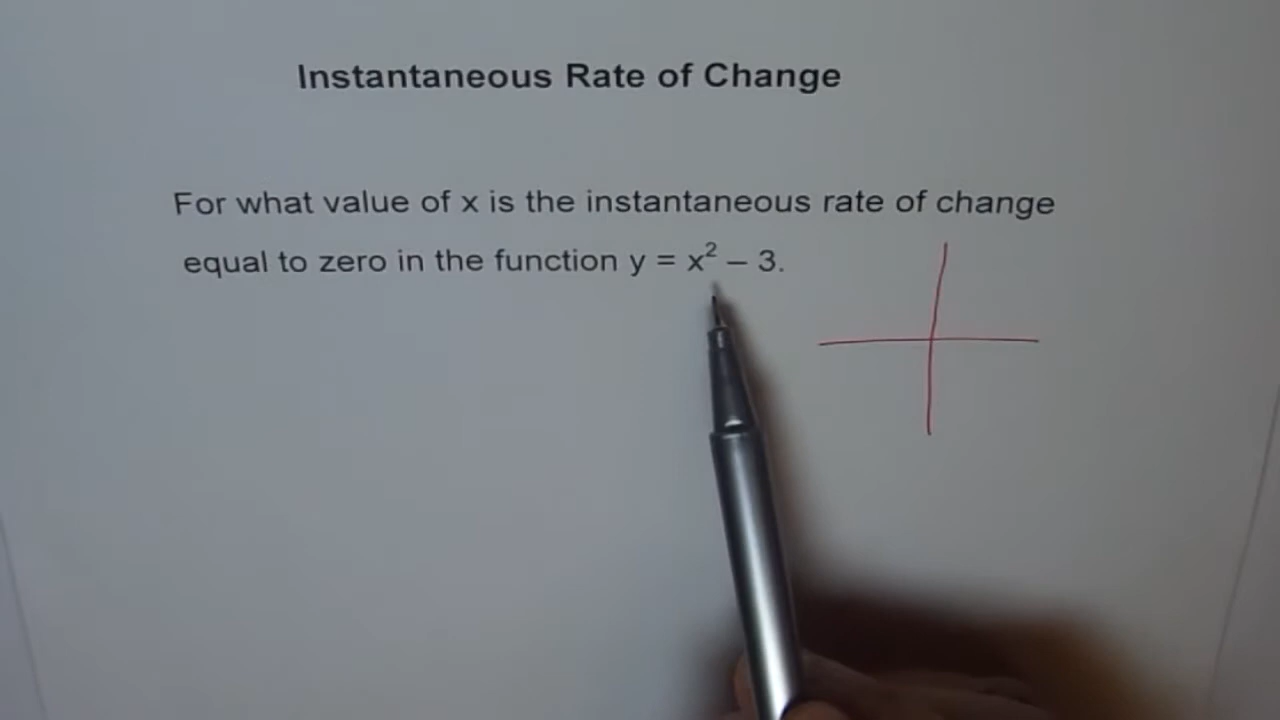 Instantaneous Rate of Change
For what value of x is the instantaneous rate of change
equal to zero in the function y = x² – 3.